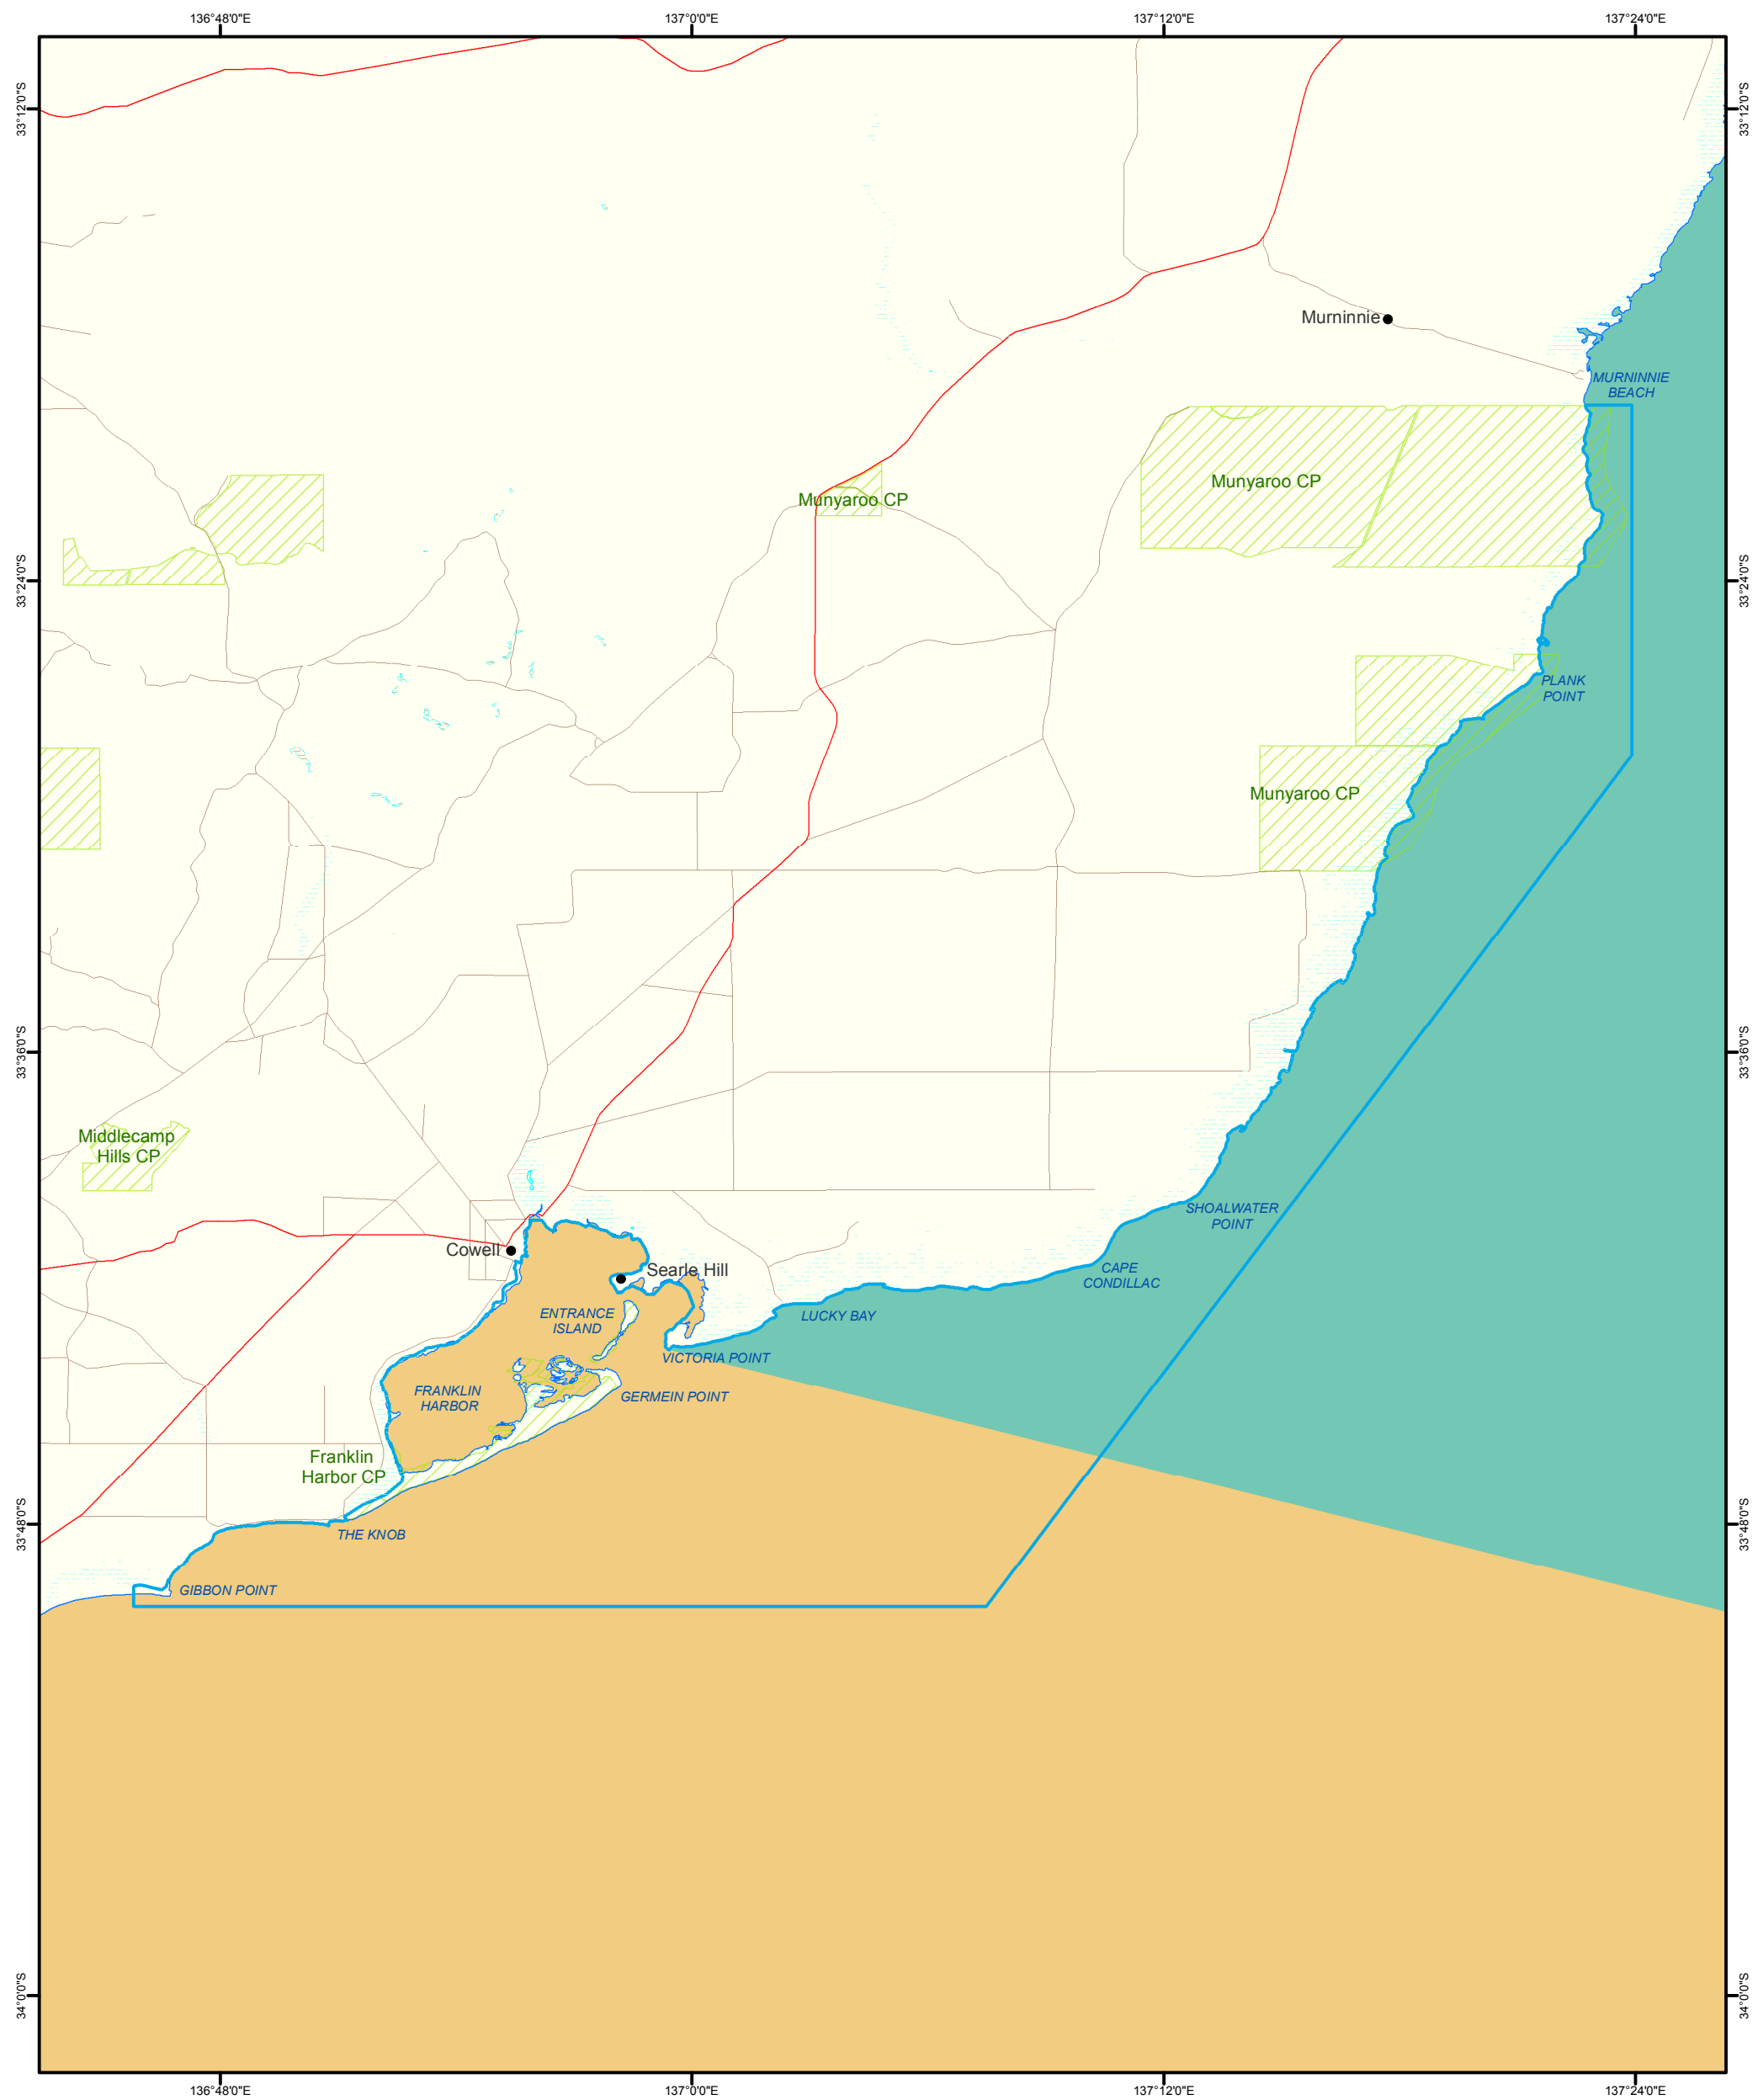 136°48'0"E
137°0'0"E
137°12'0"E
137°24'0"E
33°12'0"S
33°12'0"S
Murninnie
MURNINNIE
BEACH
Munyaroo CP
Munyaroo CP
33°24'0"S
33°24'0"S
PLANK
POINT
Munyaroo CP
33°36'0"S
33°36'0"S
Middlecamp
Hills CP
SHOALWATER
POINT
Cowell
Searle Hill
CAPE
CONDILLAC
ENTRANCE
ISLAND
LUCKY BAY
VICTORIA POINT
FRANKLIN
HARBOR
GERMEIN POINT
Franklin
Harbor CP
33°48'0"S
33°48'0"S
THE KNOB
GIBBON POINT
34°0'0"S
34°0'0"S
136°48'0"E
137°0'0"E
137°12'0"E
137°24'0"E